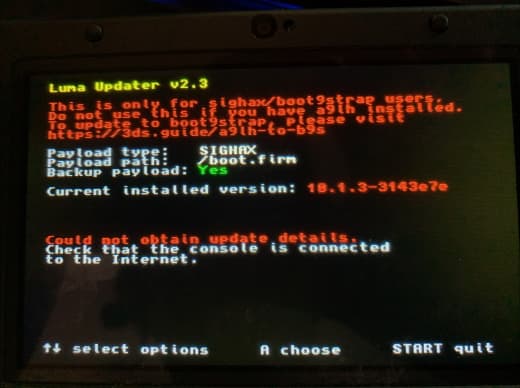 Luma Updater v2.3
This is only for sighax/boot9strap users.
Do not use this if you have a9lh installed.
To update to boot9strap, please visit
https://3ds.guide/a9lh-to-b9s
Payload type: SIGHAX
Payload path: /boot.firm
Backup payload: Yes
Current installed version: 10.1.3-3143e7e
Could not obtain update details.
Check that the console is connected
to the Internet.
↑↓ select options A choose START quit